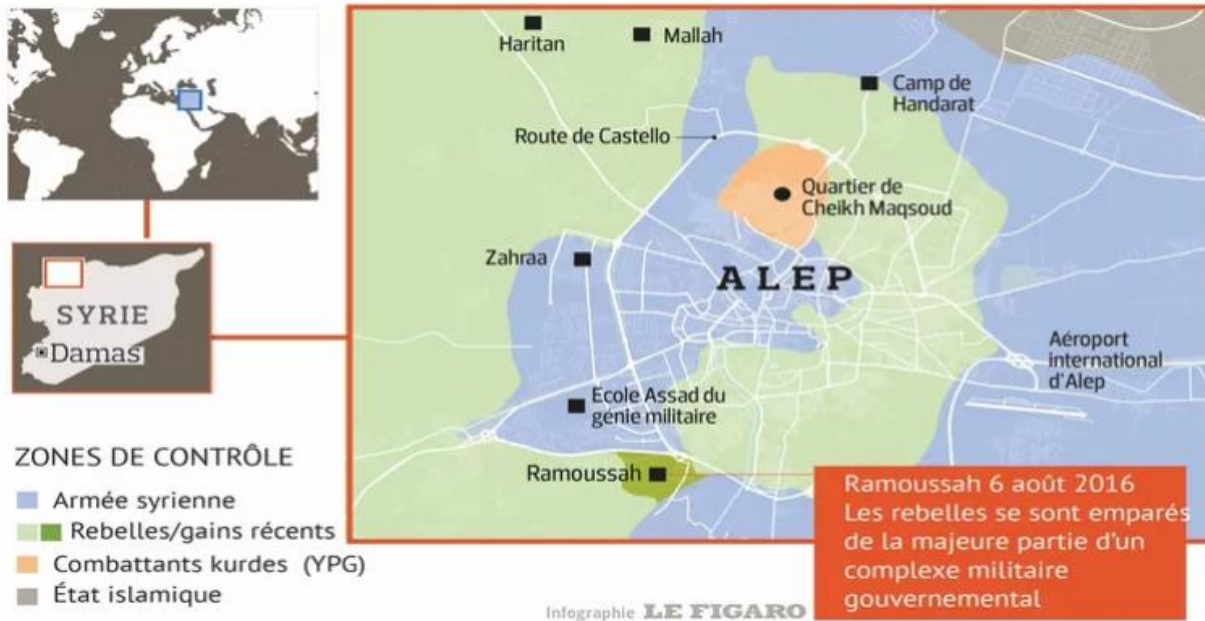 Haritan
Mallah
Camp de
Handarat
Route de Castello
Quartier de
Cheikh Maqsoud
Zahraa
ALEP
SYRIE
Damas
Aéroport
international
d'Alep
Ecole Assad du
génie militaire
Ramoussah
ZONES DE CONTRÔLE
Armée syrienne
Rebelles/gains récents
Combattants kurdes (YPG)
État islamique
Ramoussah 6 août 2016
Les rebelles se sont emparés
de la majeure partie d'un
complexe militaire
gouvernemental
Infographie LE FIGARO